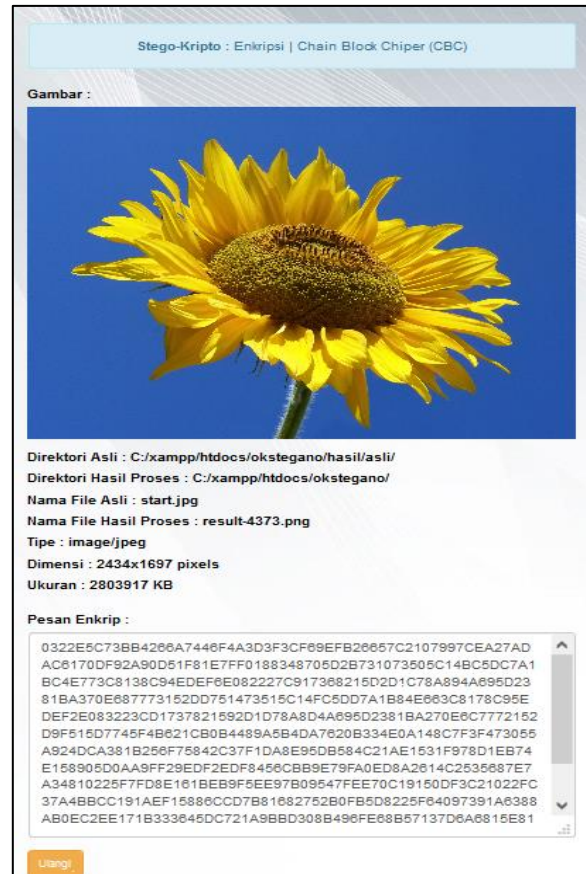 Stego-Kripto : Enkripsi | Chain Block Chiper (CBC)
Gambar :
Direktori Asli : C:/xampp/htdocs/okstegano/hasil/asli/
Direktori Hasil Proses : C:/xampp/htdocs/okstegano/
Nama File Asli : start.jpg
Nama File Hasil Proses : result-4373.png
Tipe : image/jpeg
Dimensi : 2434x1697 pixels
Ukuran : 2803917 KB
Pesan Enkrip :
0322E5C73BB4266A7446F4A3D3F3CF69EFB26657C2107997CEA27AD
AC6170DF92A90D51F81E7FF0188348705D2B731073505C14BC5DC7A1
BC4E773C8138C94EDEF6E082227C917368215D2D1C78A894A695D23
81BA370E687773152DD751473515C14FC5DD7A1B84E663C8178C95E
DEF2E083223CD1737821592D1D78A8D4A695D2381BA270E6C7772152
D9F515D7745F4B621CB0B4489A5B4DA7620B334E0A148C7F3F473055
A924DCA381B256F75842C37F1DA8E95DB584C21AE1531F978D1EB74
E158905D0AA9FF29EDF2EDF8456CBB9E79FA0ED8A2614C2535687E7
A34810225F7FD8E161BEB9F5EE97B09547FEE70C19150DF3C21022FC
37A4BBCC191AEF15886CCD7B81682752B0FB5D8225F64097391A6388
AB0EC2EE171B333645DC721A9BBD308B496FE68B57137D6A6815E81
Ulangi